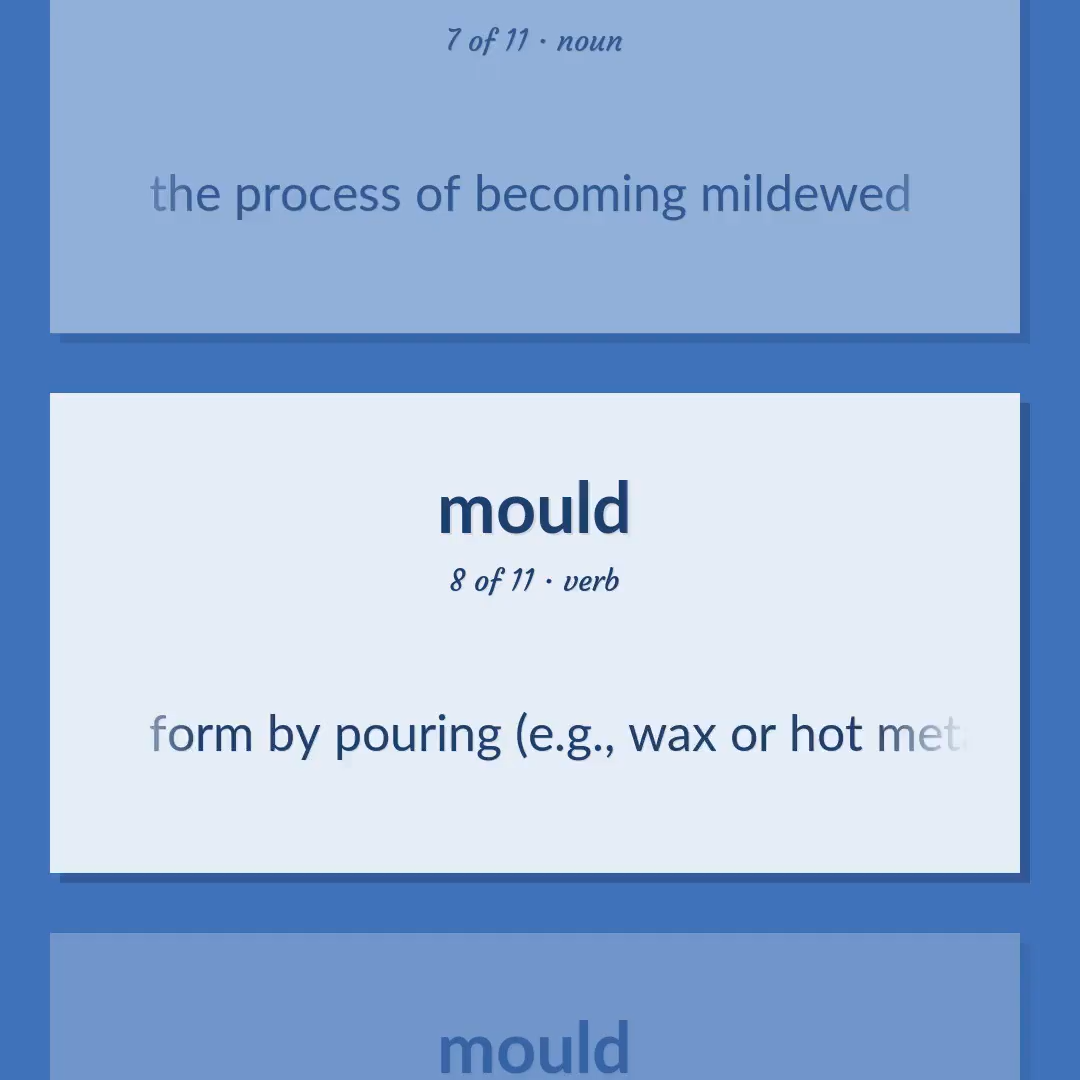 7 of 11 · noun
the process of becoming mildewed
mould
8 of 11 · verb
form by pouring (e.g., wax or hot
mould